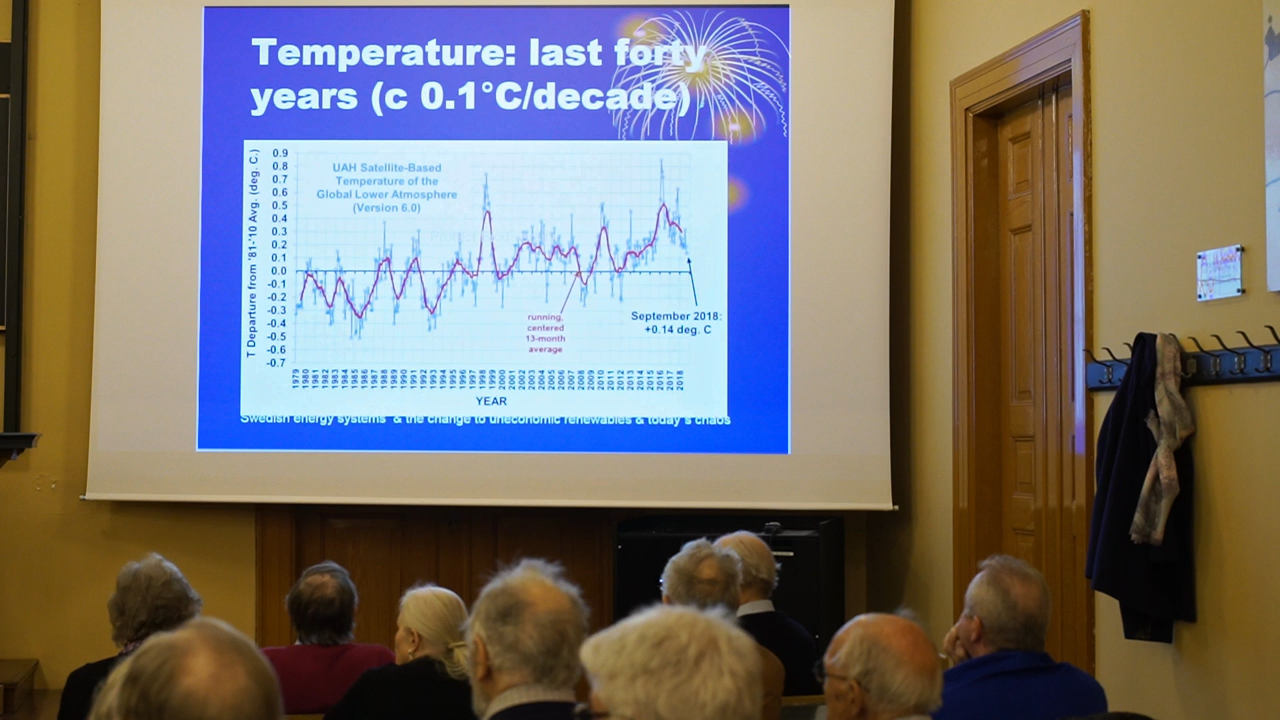 Temperature: last forty
years (c 0.1°C/decade)
UAH Satellite-Based
Temperature of the
Global Lower Atmosphere
(Version 6.0)
T Departure from '81-'10 Avg. (deg. C.)
0.9
0.8
0.7
0.6
0.5
0.4
0.3
0.2
0.1
0.0
-0.1
-0.2
-0.3
-0.4
-0.5
-0.6
-0.7
running,
centered
13-month
average
September 2018:
+0.14 deg. C
1979 1980 1981 1982 1983 1984 1985 1986 1987 1988 1989 1990 1991 1992 1993 1994 1995 1996 1997 1998 1999 2000 2001 2002 2003 2004 2005 2006 2007 2008 2009 2010 2011 2012 2013 2014 2015 2016 2017 2018
YEAR
Swedish energy systems & the change to uneconomic renewables & today's chaos